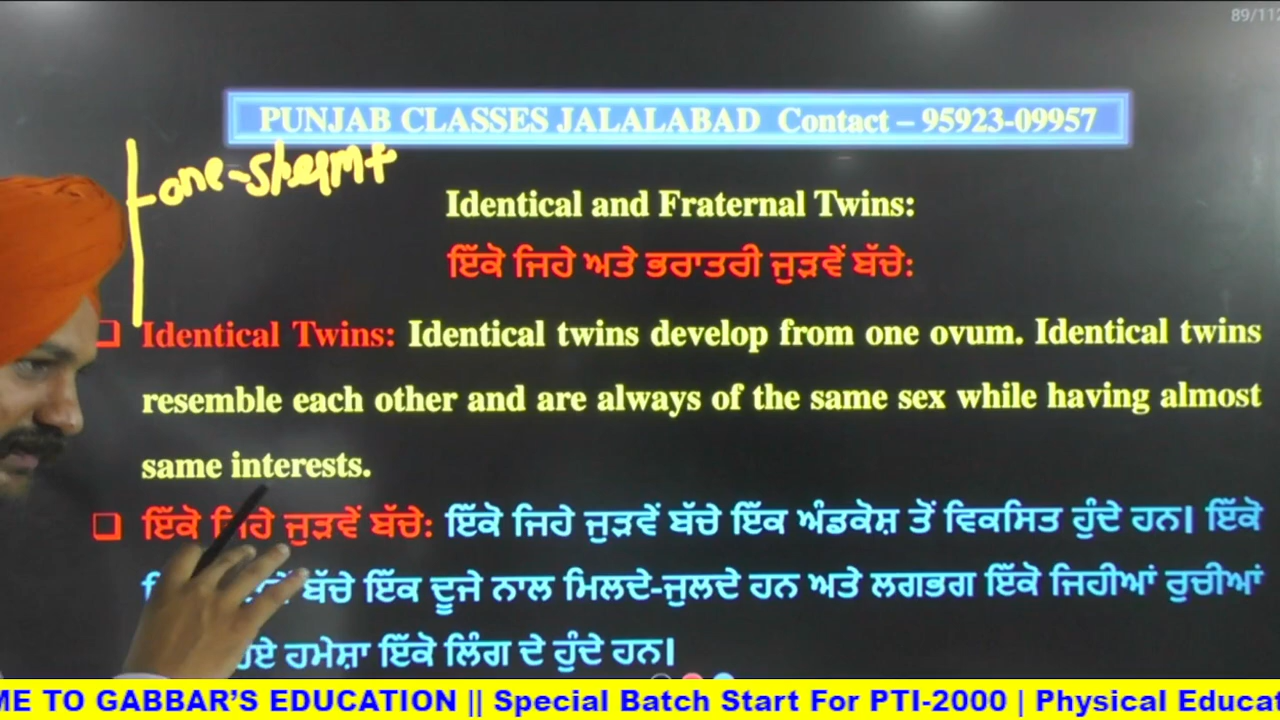 89/112
PUNJAB CLASSES JALALABAD Contact – 95923-09957
one-Sherm+
Identical and Fraternal Twins:
ਇੱਕੋ ਜਿਹੇ ਅਤੇ ਭਰਾਤਰੀ ਜੁੜਵੇਂ ਬੱਚੇ:
❑ Identical Twins: Identical twins develop from one ovum. Identical twins
resemble each other and are always of the same sex while having almost
same interests.
❑ ਇੱਕੋ ਜਿਹੇ ਜੁੜਵੇਂ ਬੱਚੇ: ਇੱਕੋ ਜਿਹੇ ਜੁੜਵੇਂ ਬੱਚੇ ਇੱਕ ਅੰਡਕੋਸ਼ ਤੋਂ ਵਿਕਸਿਤ ਹੁੰਦੇ ਹਨ। ਇੱਕੋ
ਬੱਚੇ ਇੱਕ ਦੂਜੇ ਨਾਲ ਮਿਲਦੇ-ਜੁਲਦੇ ਹਨ ਅਤੇ ਲਗਭਗ ਇੱਕੋ ਜਿਹੀਆਂ ਰੁਚੀਆਂ
ਹਮੇਸ਼ਾ ਇੱਕੋ ਲਿੰਗ ਦੇ ਹੁੰਦੇ ਹਨ।
ME TO GABBAR'S EDUCATION || Special Batch Start For PTI-2000 | Physical Educat